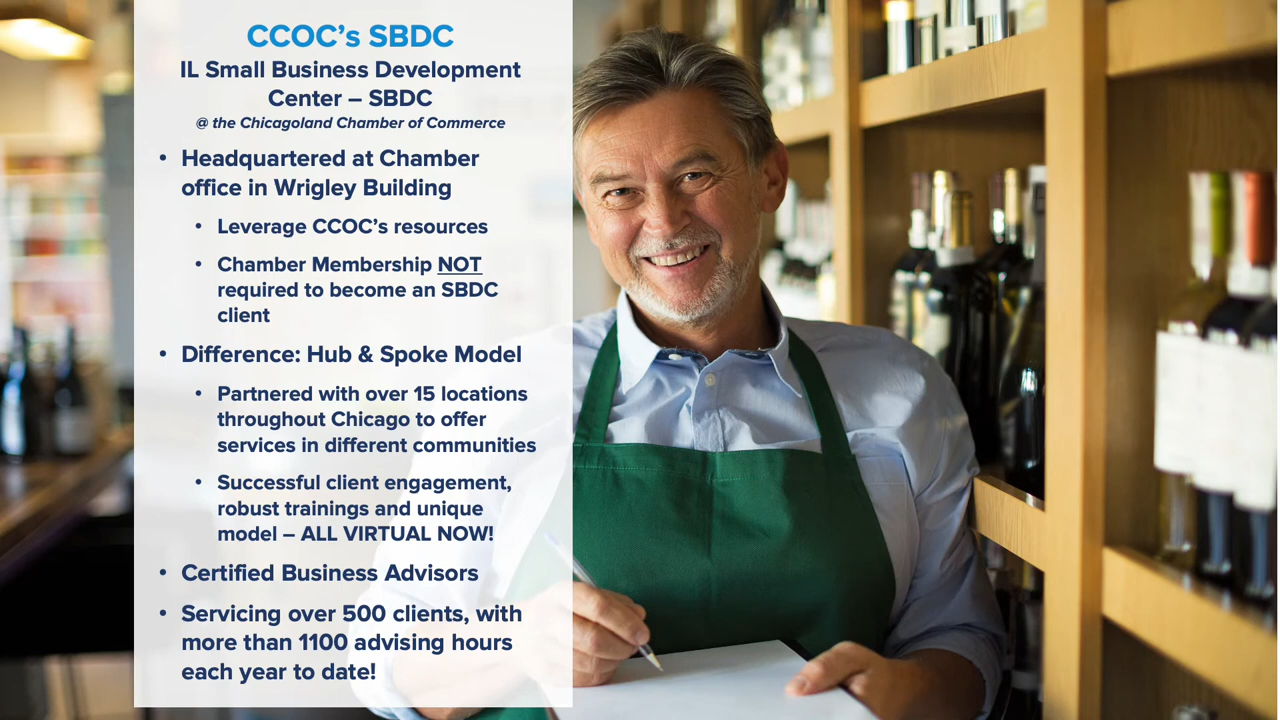 CCOC’s SBDC
IL Small Business Development
Center – SBDC
@ the Chicagoland Chamber of Commerce
• Headquartered at Chamber
office in Wrigley Building
• Leverage CCOC’s resources
• Chamber Membership NOT
required to become an SBDC
client
• Difference: Hub & Spoke Model
• Partnered with over 15 locations
throughout Chicago to offer
services in different communities
• Successful client engagement,
robust trainings and unique
model – ALL VIRTUAL NOW!
• Certified Business Advisors
• Servicing over 500 clients, with
more than 1100 advising hours
each year to date!